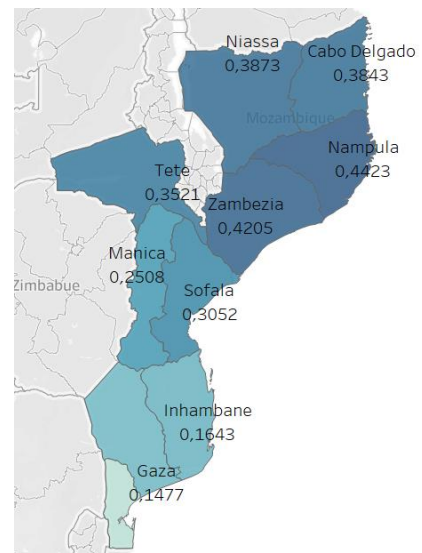 Niassa
0,3873
Cabo Delgado
0,3843
Mozambique
Nampula
0,4423
Tete
0,3521
Zambezia
0,4205
Manica
0,2508
Zimbabue
Sofala
0,3052
Inhambane
0,1643
Gaza
0,1477